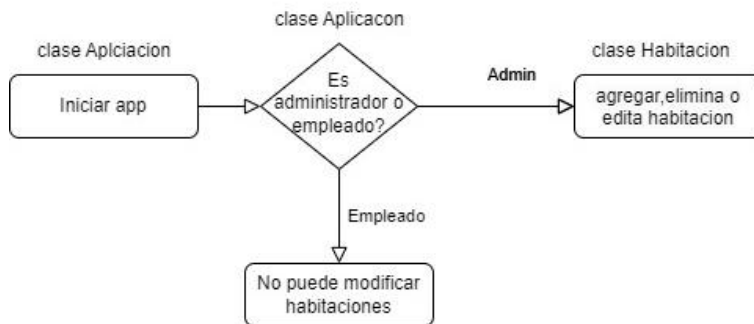 clase Aplicacon
clase Aplciacion
clase Habitacion
Iniciar app
Es
administrador o
empleado?
Admin
agregar,elimina o
edita habitacion
Empleado
No puede modificar
habitaciones